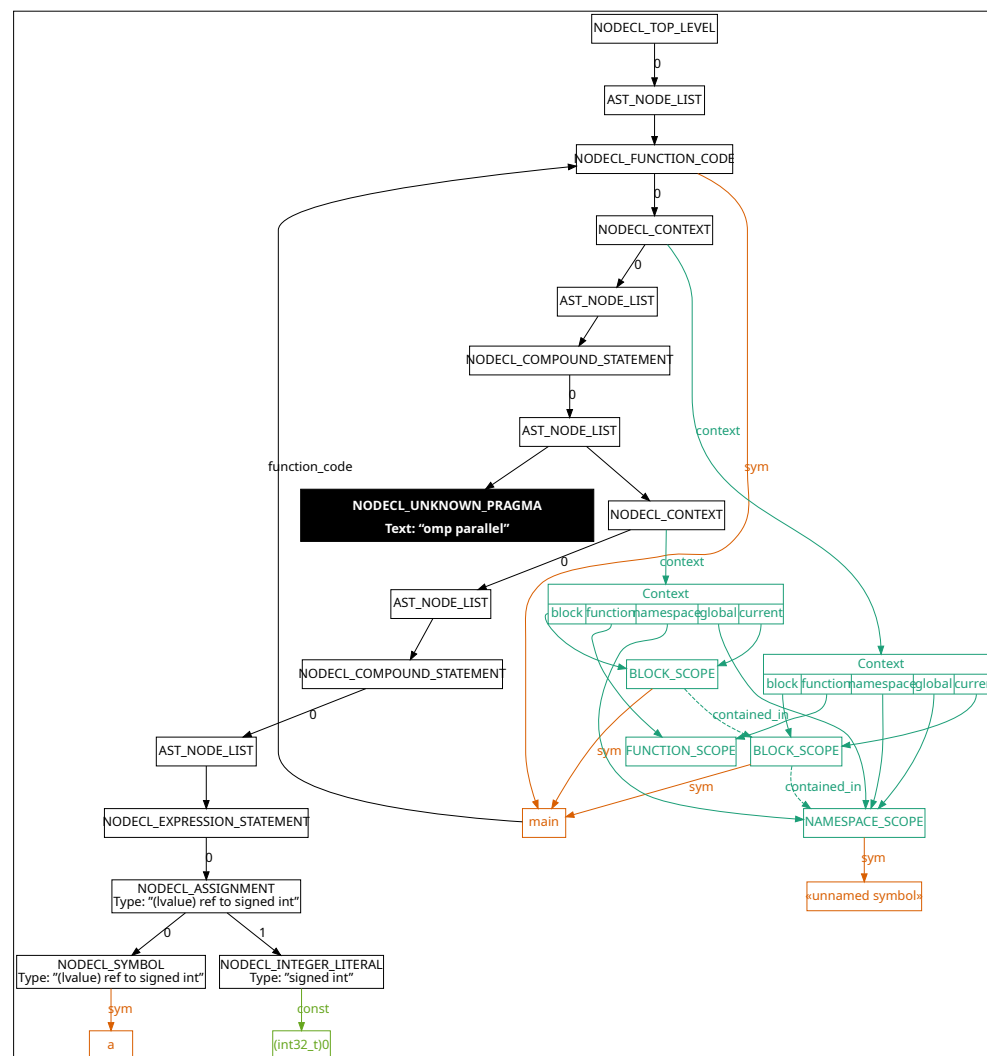 NODECL_TOP_LEVEL
0
AST_NODE_LIST
NODECL_FUNCTION_CODE
0
NODECL_CONTEXT
0
AST_NODE_LIST
NODECL_COMPOUND_STATEMENT
0
AST_NODE_LIST
context
function_code
sym
NODECL_UNKNOWN_PRAGMA
Text: “omp parallel”
NODECL_CONTEXT
0
context
AST_NODE_LIST
Context
block function namespace global current
NODECL_COMPOUND_STATEMENT
BLOCK_SCOPE
Context
block function namespace global curre
0
contained_in
AST_NODE_LIST
sym
FUNCTION_SCOPE
BLOCK_SCOPE
sym
contained_in
NODECL_EXPRESSION_STATEMENT
main
NAMESPACE_SCOPE
0
sym
NODECL_ASSIGNMENT
Type: ”(lvalue) ref to signed int”
«unnamed symbol»
0
1
NODECL_SYMBOL
Type: ”(lvalue) ref to signed int”
NODECL_INTEGER_LITERAL
Type: ”signed int”
sym
const
a
(int32_t)0